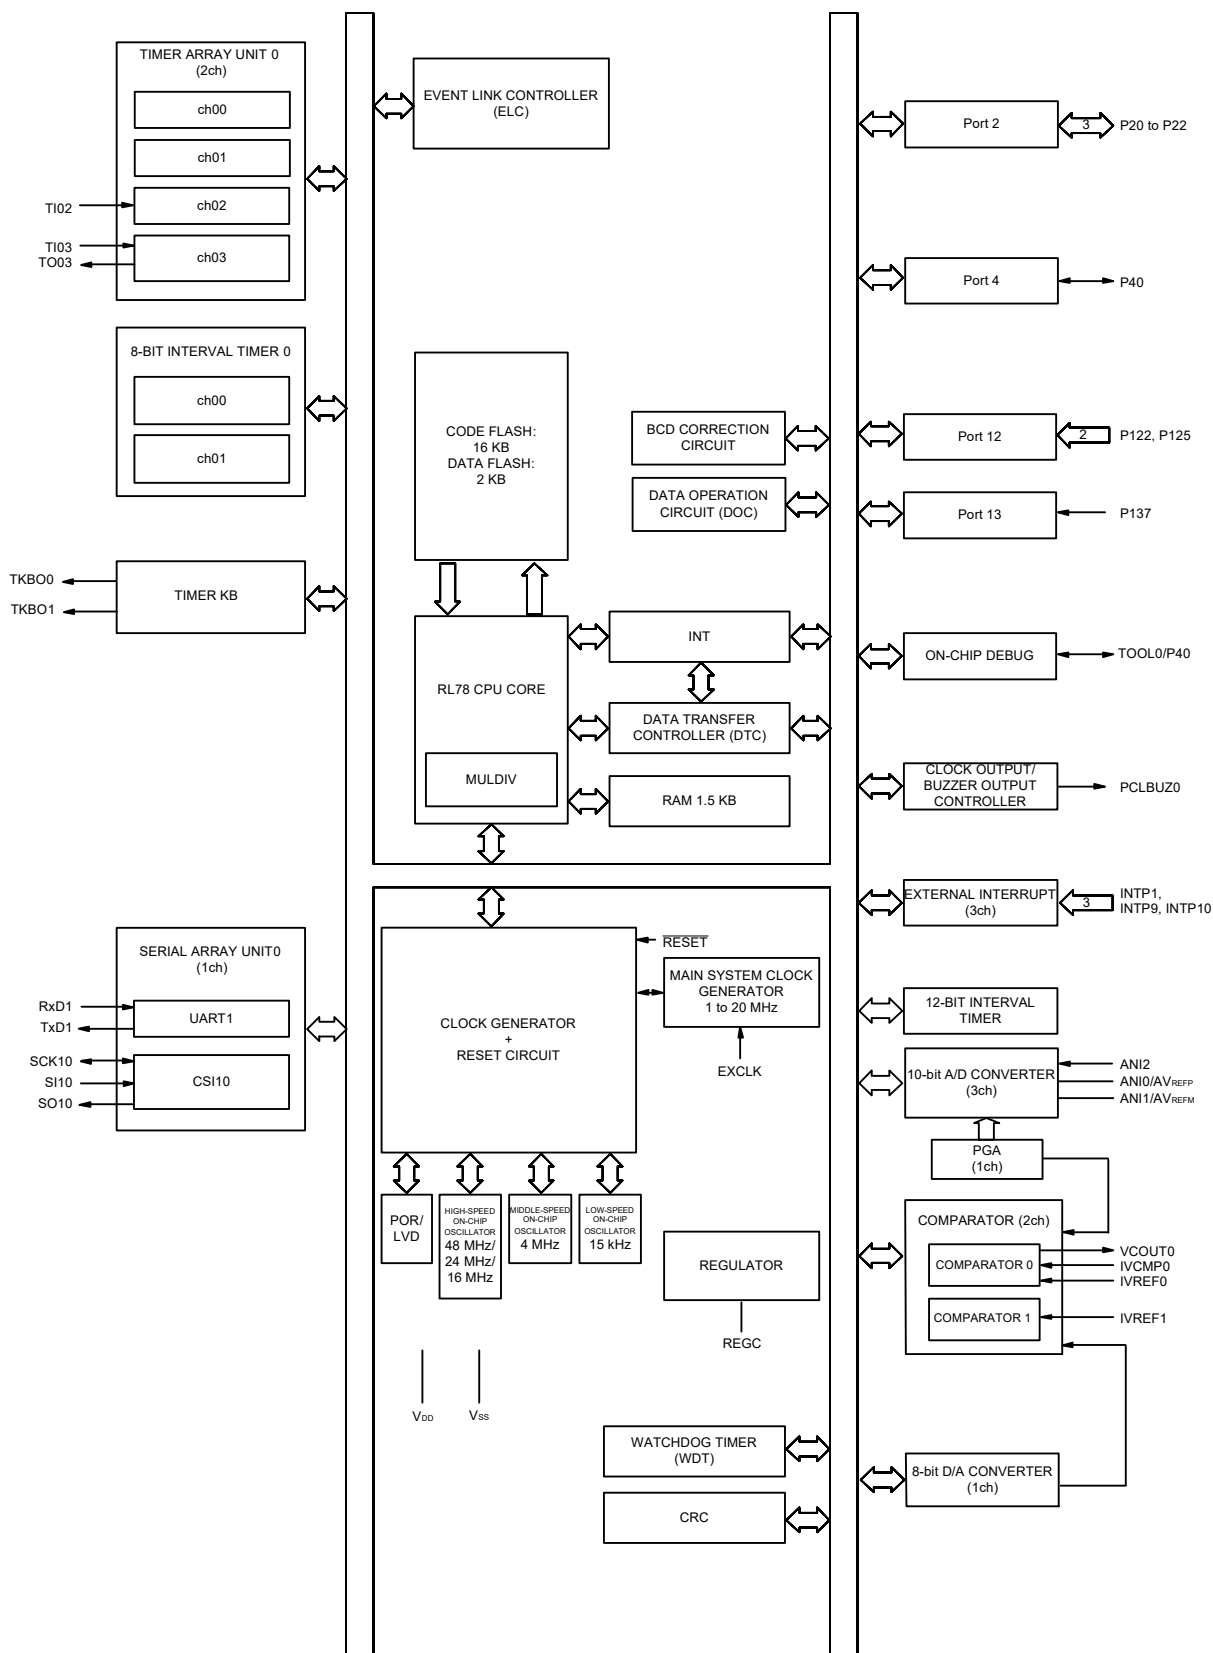 TIMER ARRAY UNIT 0
(2ch)
ch00
ch01
TI02
ch02
TI03
TO03
ch03
8-BIT INTERVAL TIMER 0
ch00
ch01
TKBO0
TKBO1
TIMER KB
SERIAL ARRAY UNIT0
(1ch)
RxD1
TxD1
UART1
SCK10
SI10
SO10
CSI10
EVENT LINK CONTROLLER
(ELC)
CODE FLASH:
16 KB
DATA FLASH:
2 KB
BCD CORRECTION
CIRCUIT
DATA OPERATION
CIRCUIT (DOC)
RL78 CPU CORE
MULDIV
INT
DATA TRANSFER
CONTROLLER (DTC)
RAM 1.5 KB
CLOCK GENERATOR
+
RESET CIRCUIT
RESET
MAIN SYSTEM CLOCK
GENERATOR
1 to 20 MHz
EXCLK
POR/
LVD
HIGH-SPEED
ON-CHIP
OSCILLATOR
48 MHz/
24 MHz/
16 MHz
MIDDLE-SPEED
ON-CHIP
OSCILLATOR
4 MHz
LOW-SPEED
ON-CHIP
OSCILLATOR
15 kHz
REGULATOR
REGC
VDD
VSS
WATCHDOG TIMER
(WDT)
CRC
Port 2
3
P20 to P22
Port 4
P40
Port 12
2
P122, P125
Port 13
P137
ON-CHIP DEBUG
TOOL0/P40
CLOCK OUTPUT/
BUZZER OUTPUT
CONTROLLER
PCLBUZ0
EXTERNAL INTERRUPT
(3ch)
3
INTP1,
INTP9, INTP10
12-BIT INTERVAL
TIMER
10-bit A/D CONVERTER
(3ch)
ANI2
ANI0/AVREFP
ANI1/AVREFM
PGA
(1ch)
COMPARATOR (2ch)
COMPARATOR 0
VCOUT0
IVCMP0
IVREF0
COMPARATOR 1
IVREF1
8-bit D/A CONVERTER
(1ch)